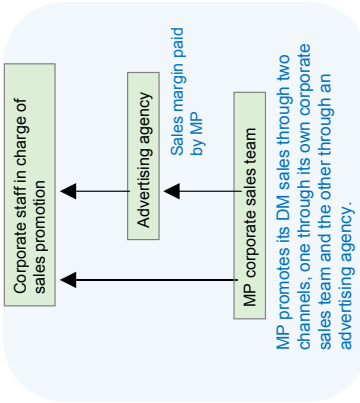 Corporate staff in charge of
sales promotion
Advertising agency
Sales margin paid
by MP
MP corporate sales team
MP promotes its DM sales through two
channels, one through its own corporate
sales team and the other through an
advertising agency.